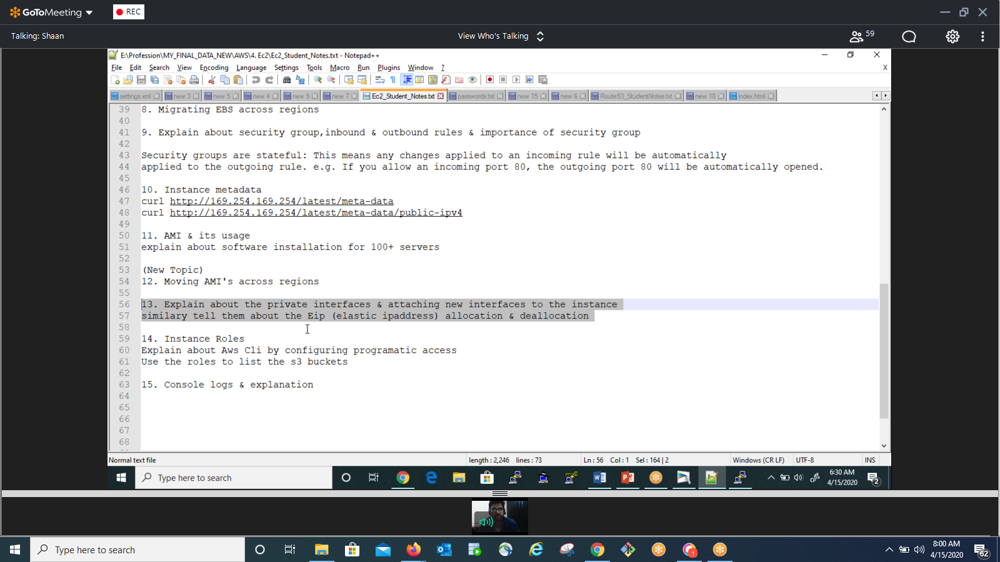 GoToMeeting
REC
Talking: Shaan
View Who's Talking
59
E:\Profession\MY_FINAL_DATA_NEW\AWS\4. Ec2\Ec2_Student_Notes.txt - Notepad++
File Edit Search View Encoding Language Settings Tools Macro Run Plugins Window ?
X
settings.xml new 3 new 5 new 4 new 9 new 7 Ec2_Student_Notes.txt passwords.txt new 15 new 6 Route53_StudentNotes.txt new 10 index.html
39 8. Migrating EBS across regions
40
41 9. Explain about security group,inbound & outbound rules & importance of security group
42
43 Security groups are stateful: This means any changes applied to an incoming rule will be automatically
44 applied to the outgoing rule. e.g. If you allow an incoming port 80, the outgoing port 80 will be automatically opened.
45
46 10. Instance metadata
47 curl http://169.254.169.254/latest/meta-data
48 curl http://169.254.169.254/latest/meta-data/public-ipv4
49
50 11. AMI & its usage
51 explain about software installation for 100+ servers
52
53 (New Topic)
54 12. Moving AMI's across regions
55
56 13. Explain about the private interfaces & attaching new interfaces to the instance
57 similary tell them about the Eip (elastic ipaddress) allocation & deallocation
58
59 14. Instance Roles
60 Explain about Aws Cli by configuring programatic access
61 Use the roles to list the s3 buckets
62
63 15. Console logs & explanation
64
65
66
67
68
Normal text file length : 2,246 lines : 73 Ln : 56 Col : 1 Sel : 164 | 2 Windows (CR LF) UTF-8 INS
Type here to search
6:30 AM
4/15/2020
2
Type here to search
1
8:00 AM
4/15/2020
62